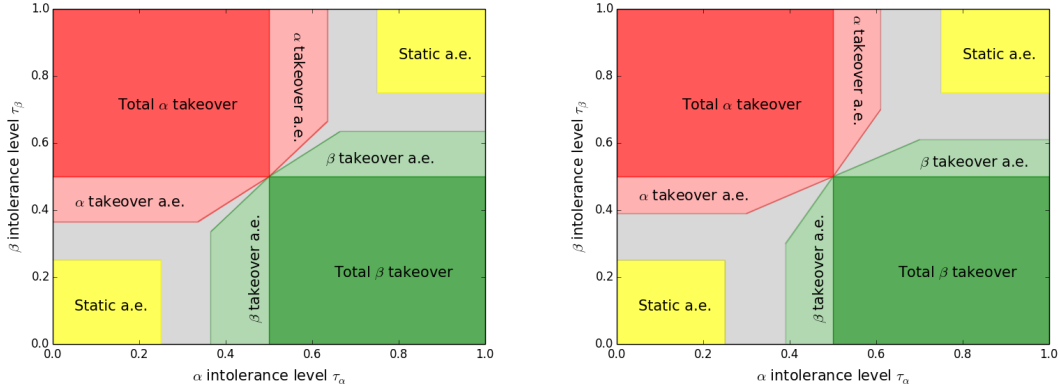 1.0
0.8
0.6
0.4
0.2
0.0
β intolerance level τβ
Total α takeover
α takeover a.e.
Static a.e.
β takeover a.e.
α takeover a.e.
β takeover a.e.
Total β takeover
Static a.e.
0.0 0.2 0.4 0.6 0.8 1.0
α intolerance level τα
1.0
0.8
0.6
0.4
0.2
0.0
β intolerance level τβ
Total α takeover
α takeover a.e.
Static a.e.
β takeover a.e.
α takeover a.e.
β takeover a.e.
Total β takeover
Static a.e.
0.0 0.2 0.4 0.6 0.8 1.0
α intolerance level τα